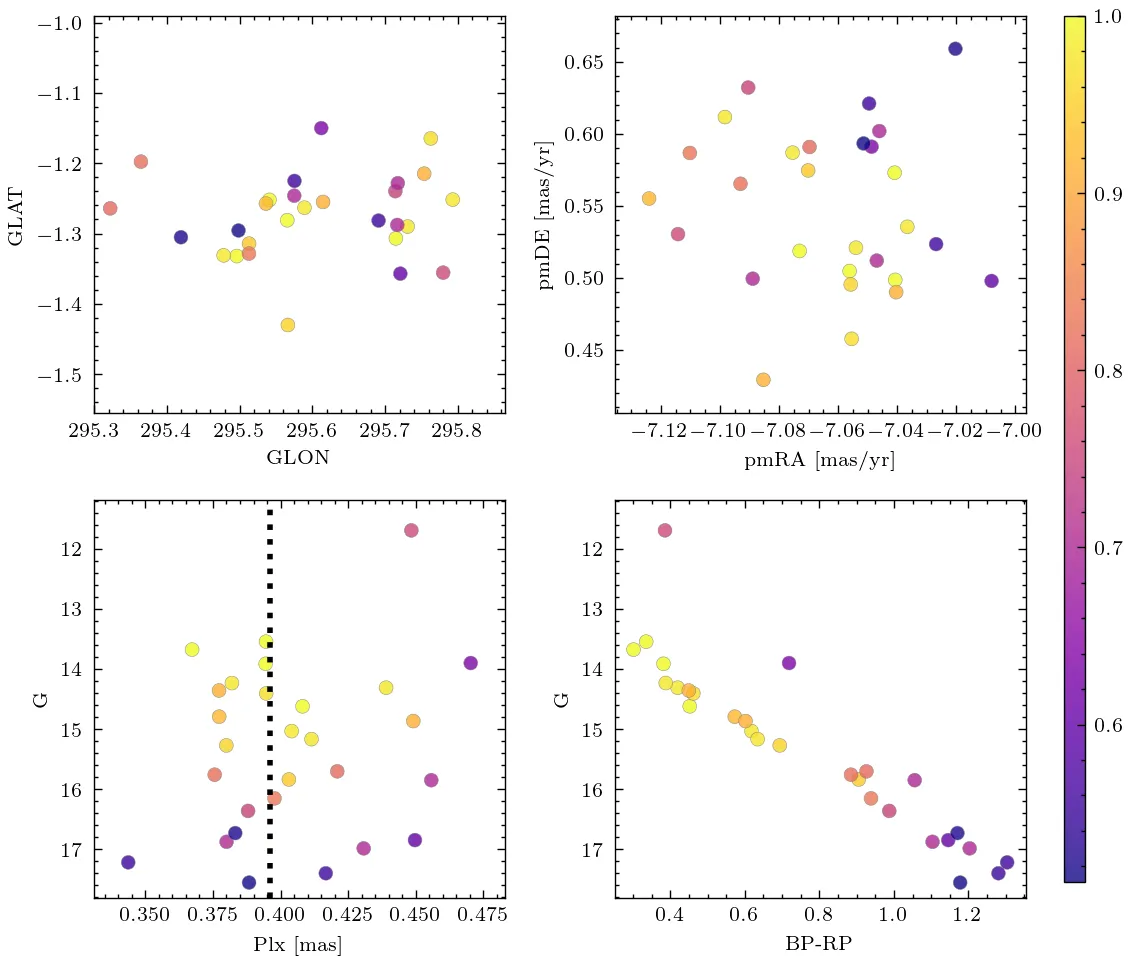 −1.0
−1.1
−1.2
−1.3
−1.4
−1.5
GLAT
295.3 295.4 295.5 295.6 295.7 295.8
GLON
0.65
0.60
0.55
0.50
0.45
pmDE [mas/yr]
−7.12 −7.10 −7.08 −7.06 −7.04 −7.02 −7.00
pmRA [mas/yr]
1.0
0.9
0.8
0.7
0.6
12
13
14
15
16
17
G
0.350 0.375 0.400 0.425 0.450 0.475
Plx [mas]
12
13
14
15
16
17
G
0.4 0.6 0.8 1.0 1.2
BP-RP